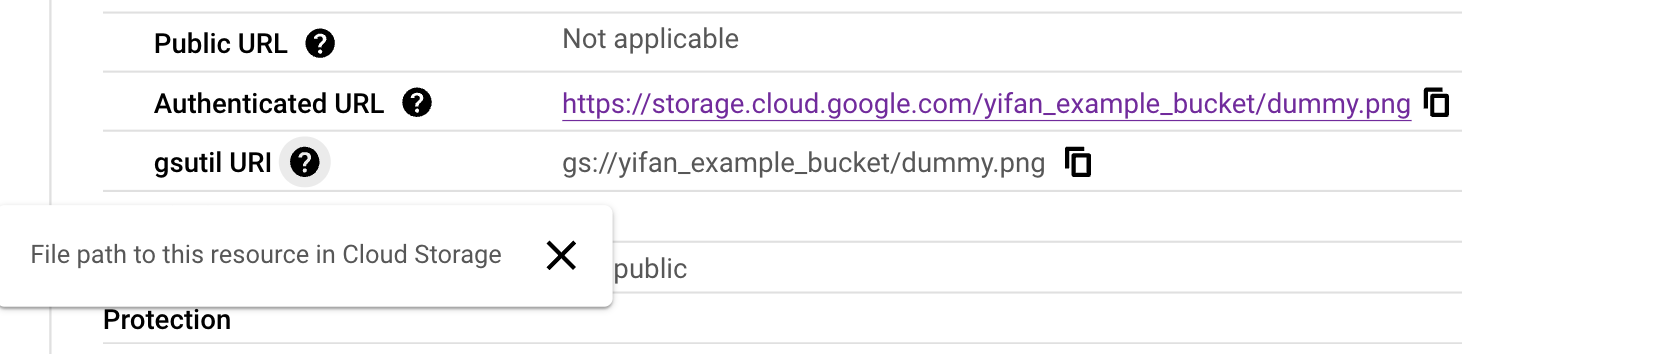 Public URL ? Not applicable
Authenticated URL ? https://storage.cloud.google.com/yifan_example_bucket/dummy.png
gsutil URI ? gs://yifan_example_bucket/dummy.png
File path to this resource in Cloud Storage
public
Protection